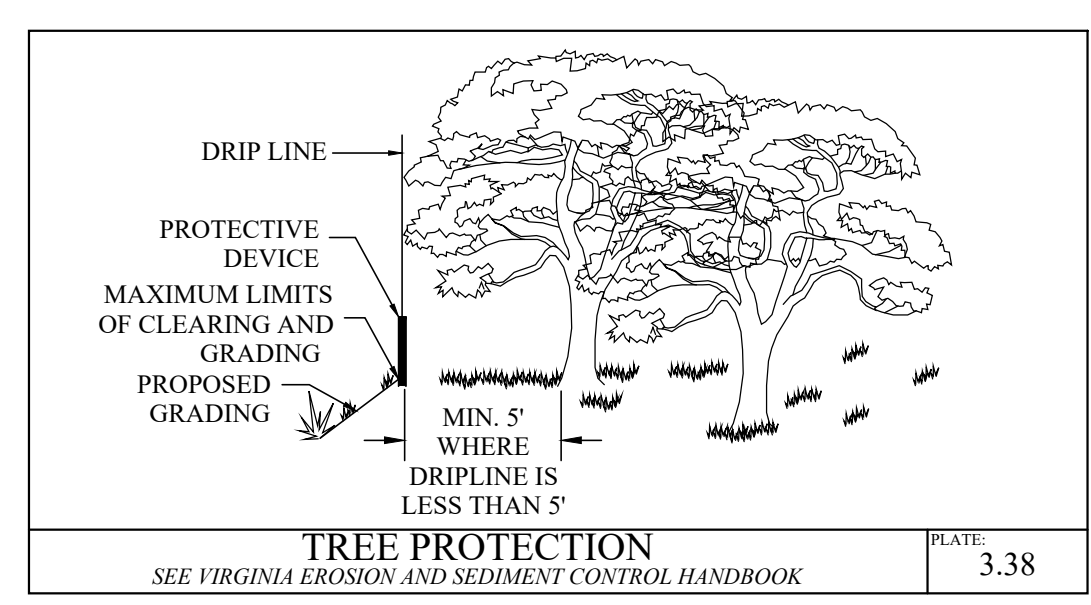 DRIP LINE
PROTECTIVE
DEVICE
MAXIMUM LIMITS
OF CLEARING AND
GRADING
PROPOSED
GRADING
MIN. 5'
WHERE
DRIPLINE IS
LESS THAN 5'
TREE PROTECTION
SEE VIRGINIA EROSION AND SEDIMENT CONTROL HANDBOOK
PLATE:
3.38